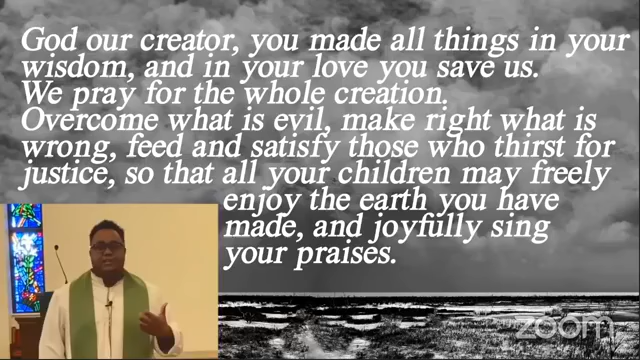 God our creator, you made all things in your
wisdom, and in your love you save us.
We pray for the whole creation.
Overcome what is evil, make right what is
wrong, feed and satisfy those who thirst for
justice, so that all your children may freely
enjoy the earth you have
made, and joyfully sing
your praises.
zoom